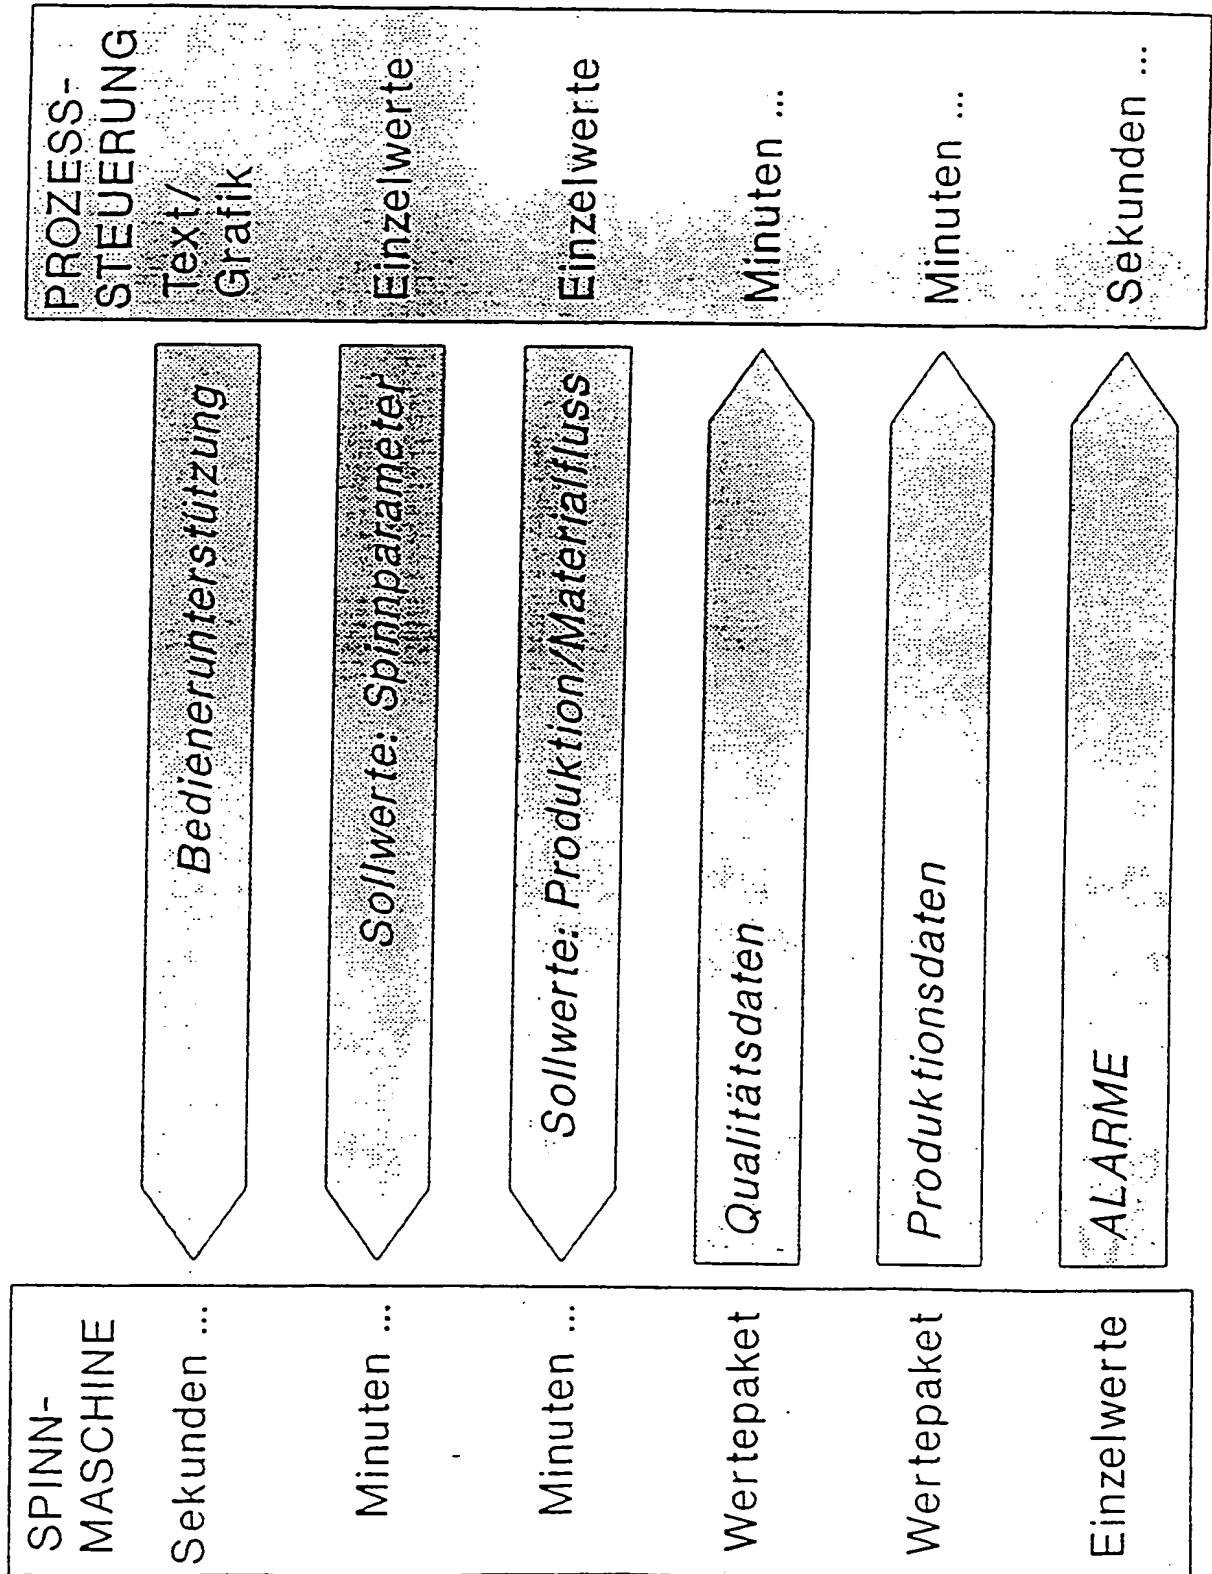 PROZESS-
STEUERUNG
Text/
Grafik
Einzelwerte
Einzelwerte
Minuten ...
Minuten ...
Sekunden ...
Bedienerunterstützung
Sollwerte: Spinnparameter
Sollwerte: Produktion/Materialfluss
Qualitätsdaten
Produktionsdaten
ALARME
SPINN-
MASCHINE
Sekunden ...
Minuten ...
Minuten ...
Wertepaket
Wertepaket
Einzelwerte